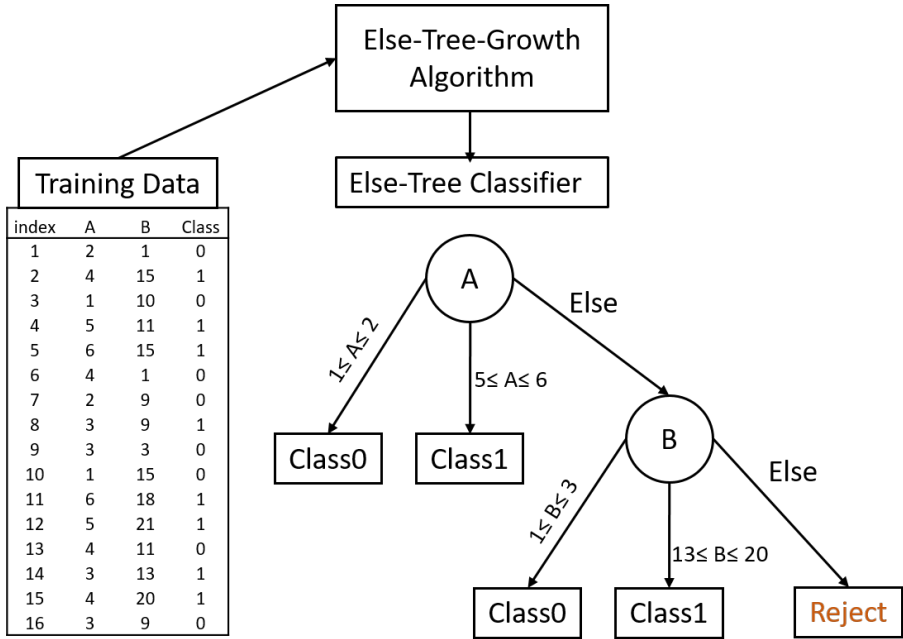 Else-Tree-Growth
Algorithm
Training Data
Else-Tree Classifier
index A B Class
1 2 1 0
2 4 15 1
3 1 10 0
4 5 11 1
5 6 15 1
6 4 1 0
7 2 9 0
8 3 9 1
9 3 3 0
10 1 15 0
11 6 18 1
12 5 21 1
13 4 11 0
14 3 13 1
15 4 20 1
16 3 9 0
A
1≤ A≤ 2
5≤ A≤ 6
Else
Class0
Class1
B
1≤ B≤ 3
13≤ B≤ 20
Else
Class0
Class1
Reject